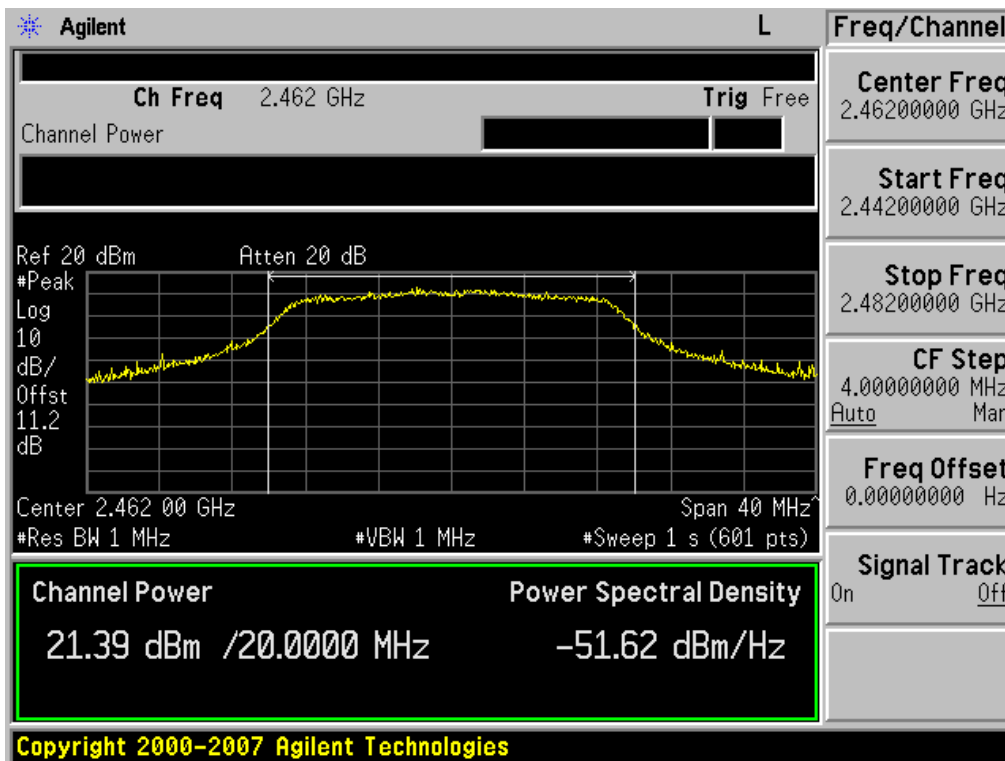 Agilent L Freq/Channel
Ch Freq 2.462 GHz Trig Free
Channel Power
Center Freq
2.46200000 GHz
Start Freq
2.44200000 GHz
Stop Freq
2.48200000 GHz
CF Step
4.00000000 MHz
Auto Man
Freq Offset
0.00000000 Hz
Signal Track
On Off
Ref 20 dBm Atten 20 dB
#Peak
Log
10
dB/
Offst
11.2
dB
Center 2.462 00 GHz Span 40 MHz^
#Res BW 1 MHz #VBW 1 MHz #Sweep 1 s (601 pts)
Channel Power Power Spectral Density
21.39 dBm /20.0000 MHz -51.62 dBm/Hz
Copyright 2000-2007 Agilent Technologies